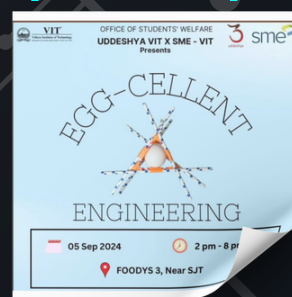 VIT
OFFICE OF STUDENTS' WELFARE
UDDESHYA VIT X SME - VIT
Presents
sme
EGG-CELLENT
ENGINEERING
05 Sep 2024
2 pm - 8
FOODYS 3, Near SJT